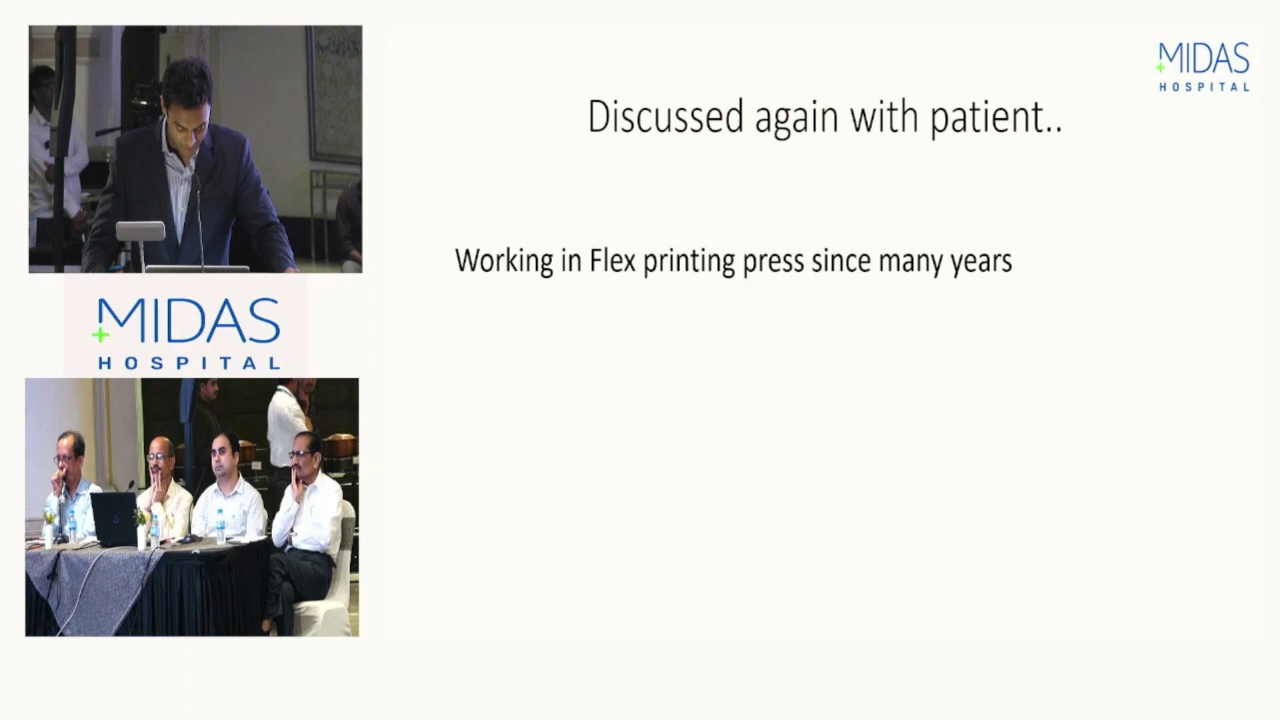 MIDAS
HOSPITAL
Discussed again with patient..
Working in Flex printing press since many years
MIDAS
HOSPITAL